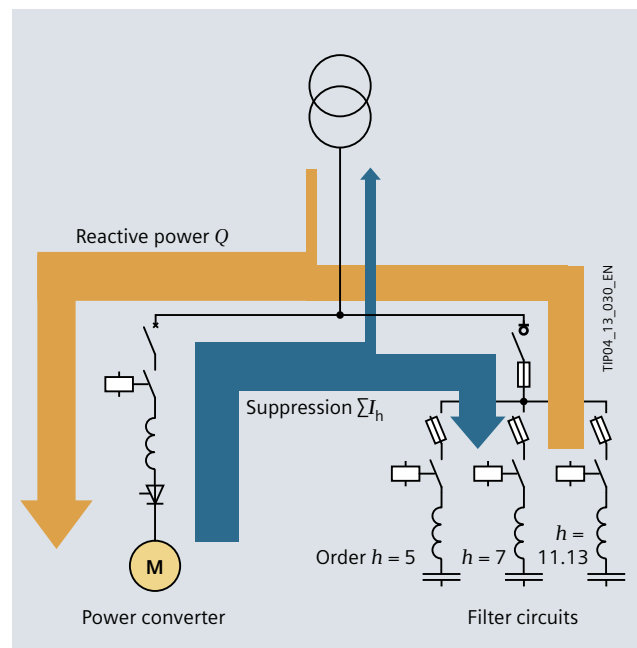 Reactive power Q
TIP04_13_030_EN
Suppression ∑Ih
Order h = 5
h = 7
h =
11.13
M
Power converter
Filter circuits